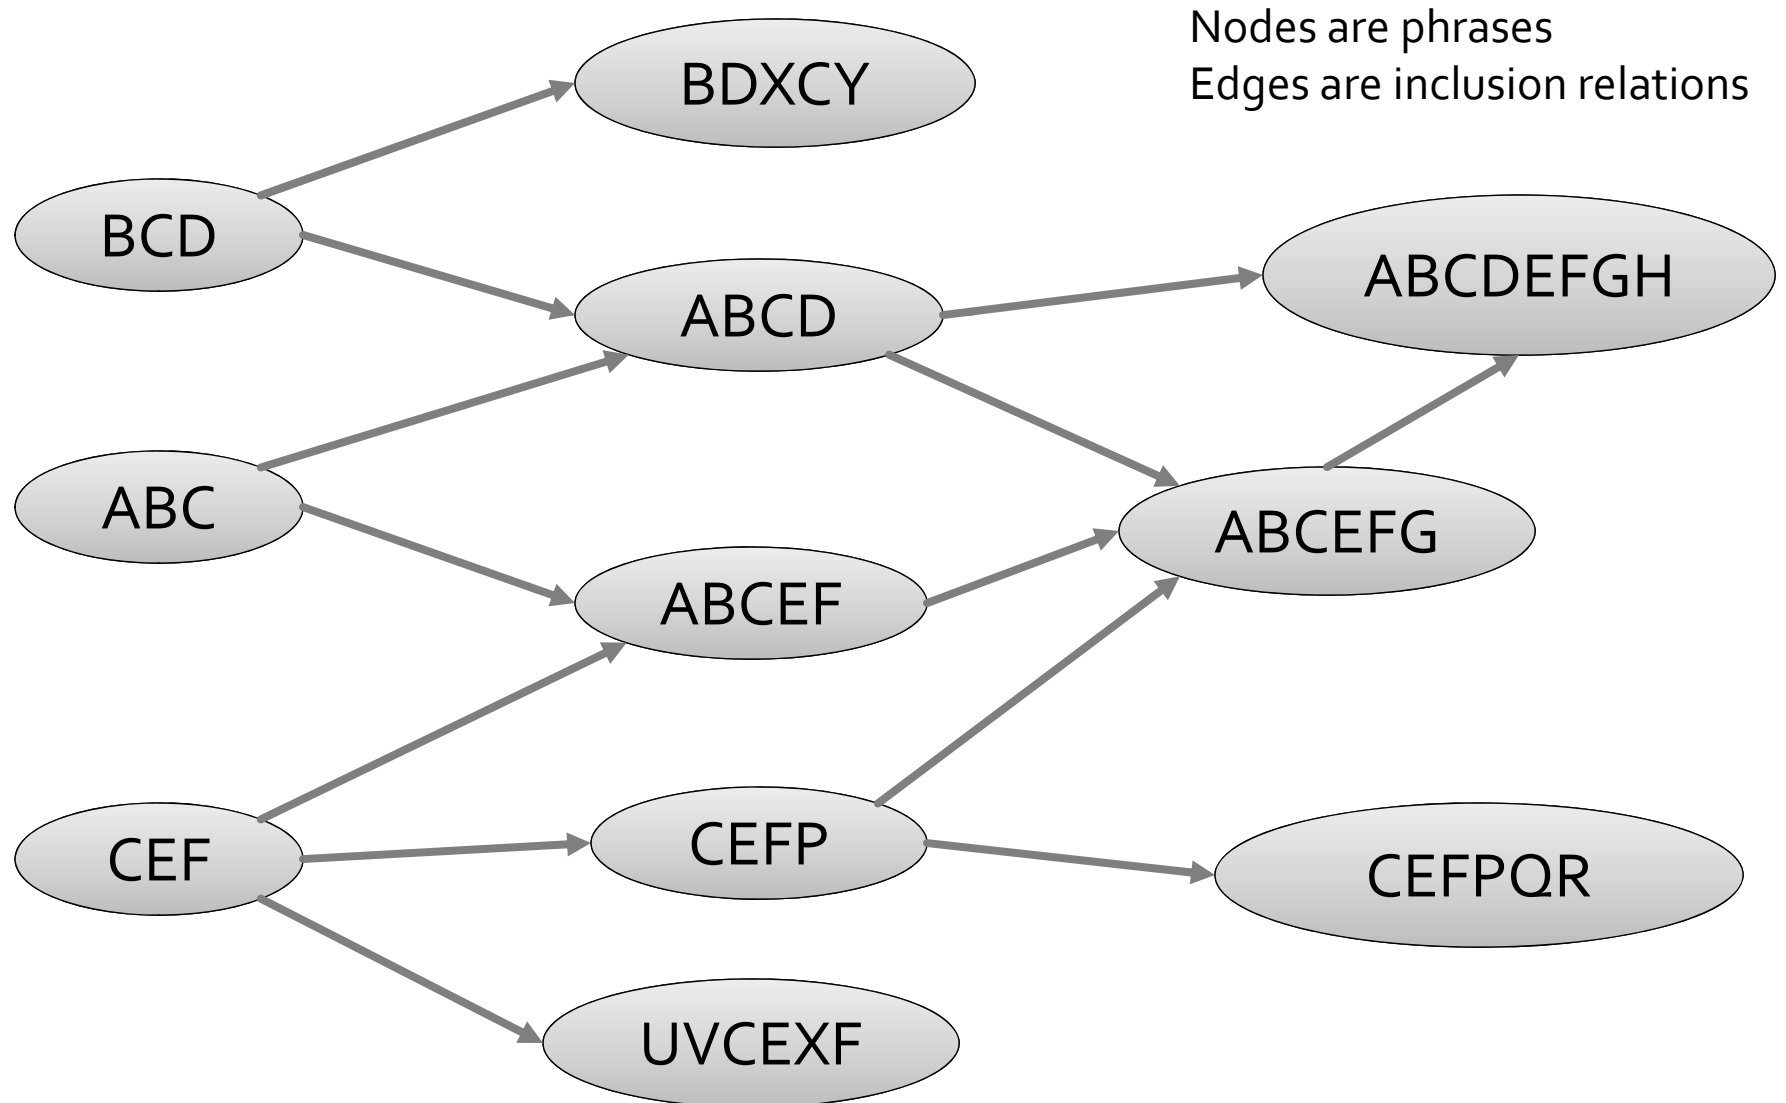 Nodes are phrases
Edges are inclusion relations
BDXCY
BCD
ABCD
ABCDEFGH
ABC
ABCEF
ABCEFG
CEF
CEFP
CEFPQR
UVCEXF